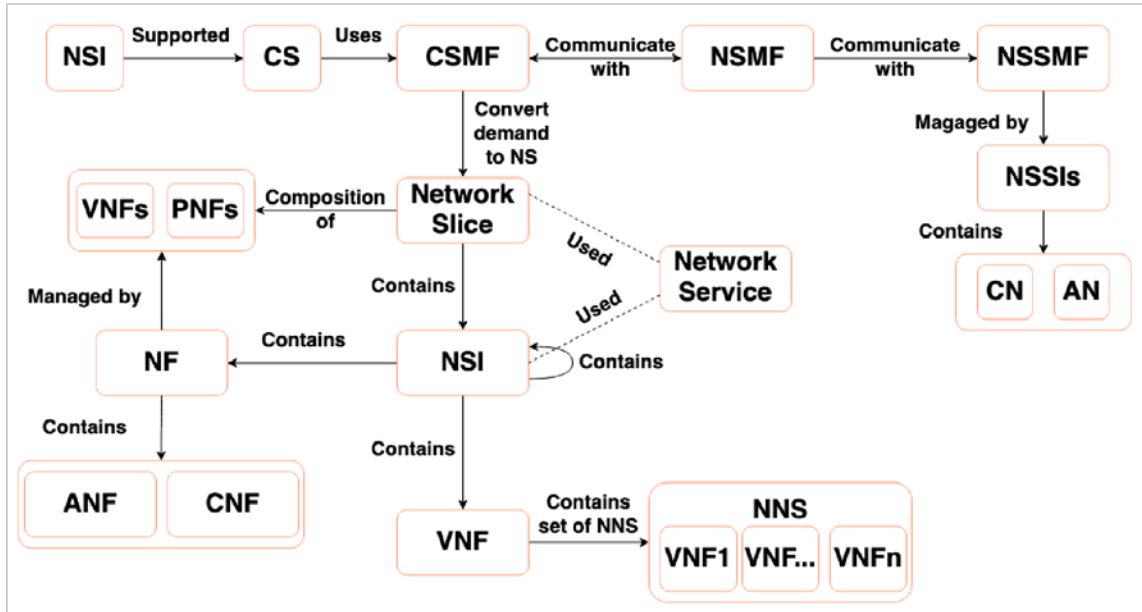 NSI
Supported
CS
Uses
CSMF
Communicate
with
NSMF
Communicate
with
NSSMF
Convert
demand
to NS
Magaged by
NSSIs
VNFs
PNFs
Composition
of
Network
Slice
Used
Network
Service
Contains
CN
AN
Managed by
Contains
Used
NF
Contains
NSI
Contains
Contains
ANF
CNF
Contains
VNF
Contains
set of NNS
NNS
VNF1
VNF...
VNFn